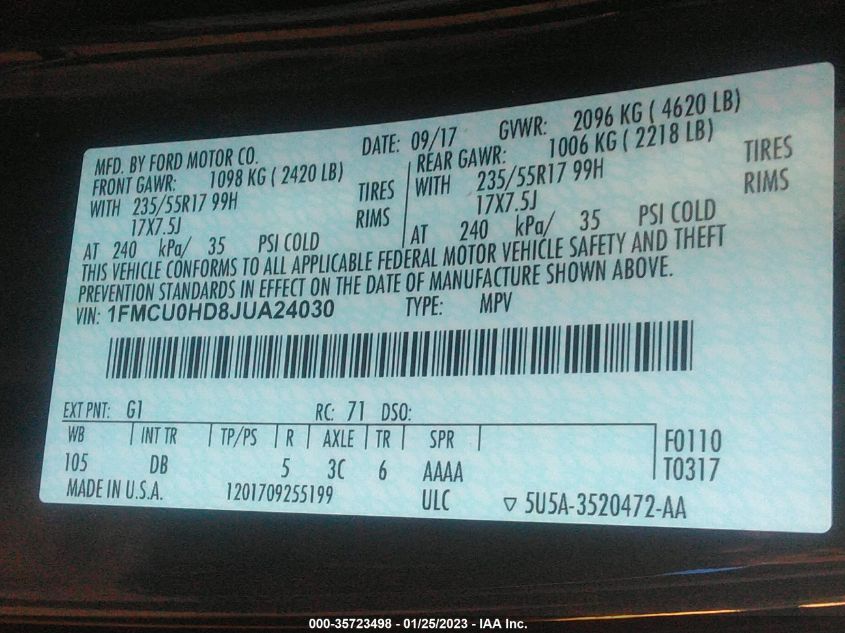 MFD. BY FORD MOTOR CO. DATE: 09/17 GVWR: 2096 KG ( 4620 LB)
FRONT GAWR: 1098 KG ( 2420 LB) REAR GAWR: 1006 KG ( 2218 LB)
WITH 235/55R17 99H TIRES WITH 235/55R17 99H TIRES
17X7.5J RIMS 17X7.5J RIMS
AT 240 kPa/ 35 PSI COLD AT 240 kPa/ 35 PSI COLD
THIS VEHICLE CONFORMS TO ALL APPLICABLE FEDERAL MOTOR VEHICLE SAFETY AND THEFT
PREVENTION STANDARDS IN EFFECT ON THE DATE OF MANUFACTURE SHOWN ABOVE.
VIN: 1FMCU0HD8JUA24030 TYPE: MPV
EXT PNT: G1 RC: 71 DSO:
WB INT TR TP/PS R AXLE TR SPR F0110
105 DB 5 3C 6 AAAA T0317
MADE IN U.S.A. 1201709255199 ULC ▽ 5U5A-3520472-AA
000-35723498 - 01/25/2023 - IAA Inc.